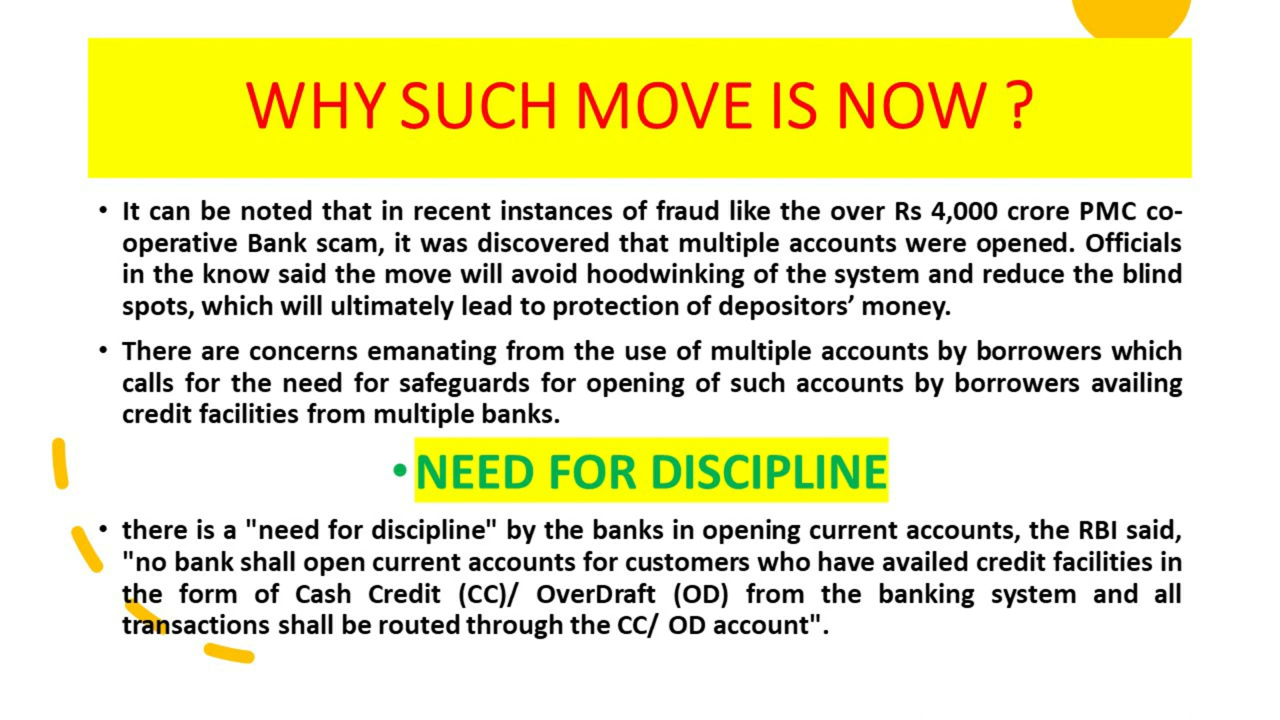 WHY SUCH MOVE IS NOW ?
• It can be noted that in recent instances of fraud like the over Rs 4,000 crore PMC co-
operative Bank scam, it was discovered that multiple accounts were opened. Officials
in the know said the move will avoid hoodwinking of the system and reduce the blind
spots, which will ultimately lead to protection of depositors’ money.
• There are concerns emanating from the use of multiple accounts by borrowers which
calls for the need for safeguards for opening of such accounts by borrowers availing
credit facilities from multiple banks.
• NEED FOR DISCIPLINE
• there is a "need for discipline" by the banks in opening current accounts, the RBI said,
"no bank shall open current accounts for customers who have availed credit facilities in
the form of Cash Credit (CC)/ OverDraft (OD) from the banking system and all
transactions shall be routed through the CC/ OD account".